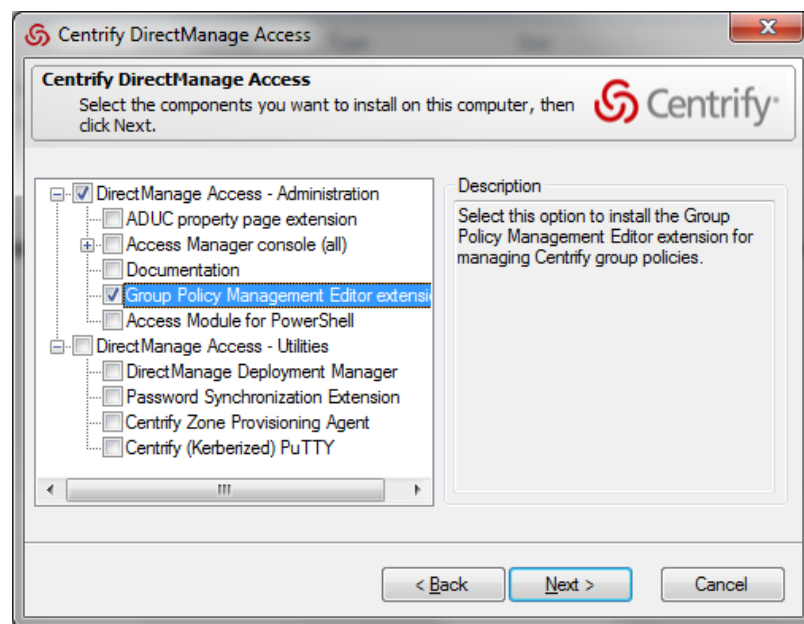 Centrify DirectManage Access
Centrify DirectManage Access
Select the components you want to install on this computer, then
click Next.
Centrify
DirectManage Access - Administration
ADUC property page extension
Access Manager console (all)
Documentation
Group Policy Management Editor extensi
Access Module for PowerShell
DirectManage Access - Utilities
DirectManage Deployment Manager
Password Synchronization Extension
Centrify Zone Provisioning Agent
Centrify (Kerberized) PuTTY
Description
Select this option to install the Group
Policy Management Editor extension for
managing Centrify group policies.
< Back
Next >
Cancel